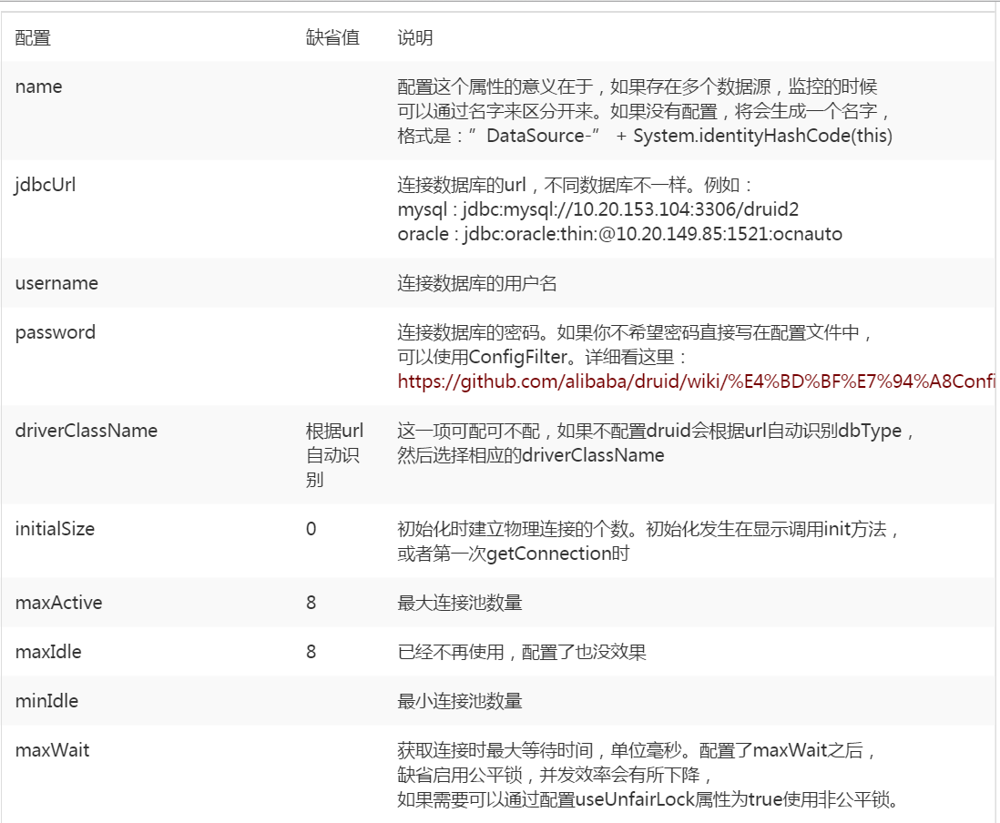 配置 缺省值 说明
name 配置这个属性的意义在于，如果存在多个数据源，监控的时候
可以通过名字来区分开来。如果没有配置，将会生成一个名字，
格式是：”DataSource-” + System.identityHashCode(this)
jdbcUrl 连接数据库的url，不同数据库不一样。例如：
mysql : jdbc:mysql://10.20.153.104:3306/druid2
oracle : jdbc:oracle:thin:@10.20.149.85:1521:ocnauto
username 连接数据库的用户名
password 连接数据库的密码。如果你不希望密码直接写在配置文件中，
可以使用ConfigFilter。详细看这里：
https://github.com/alibaba/druid/wiki/%E4%BD%BF%E7%94%A8Confi
driverClassName 根据url 这一项可配可不配，如果不配置druid会根据url自动识别dbType，
自动识 然后选择相应的driverClassName
别
initialSize 0 初始化时建立物理连接的个数。初始化发生在显示调用init方法，
或者第一次getConnection时
maxActive 8 最大连接池数量
maxIdle 8 已经不再使用，配置了也没效果
minIdle 最小连接池数量
maxWait 获取连接时最大等待时间，单位毫秒。配置了maxWait之后，
缺省启用公平锁，并发效率会有所下降，
如果需要可以通过配置useUnfairLock属性为true使用非公平锁。